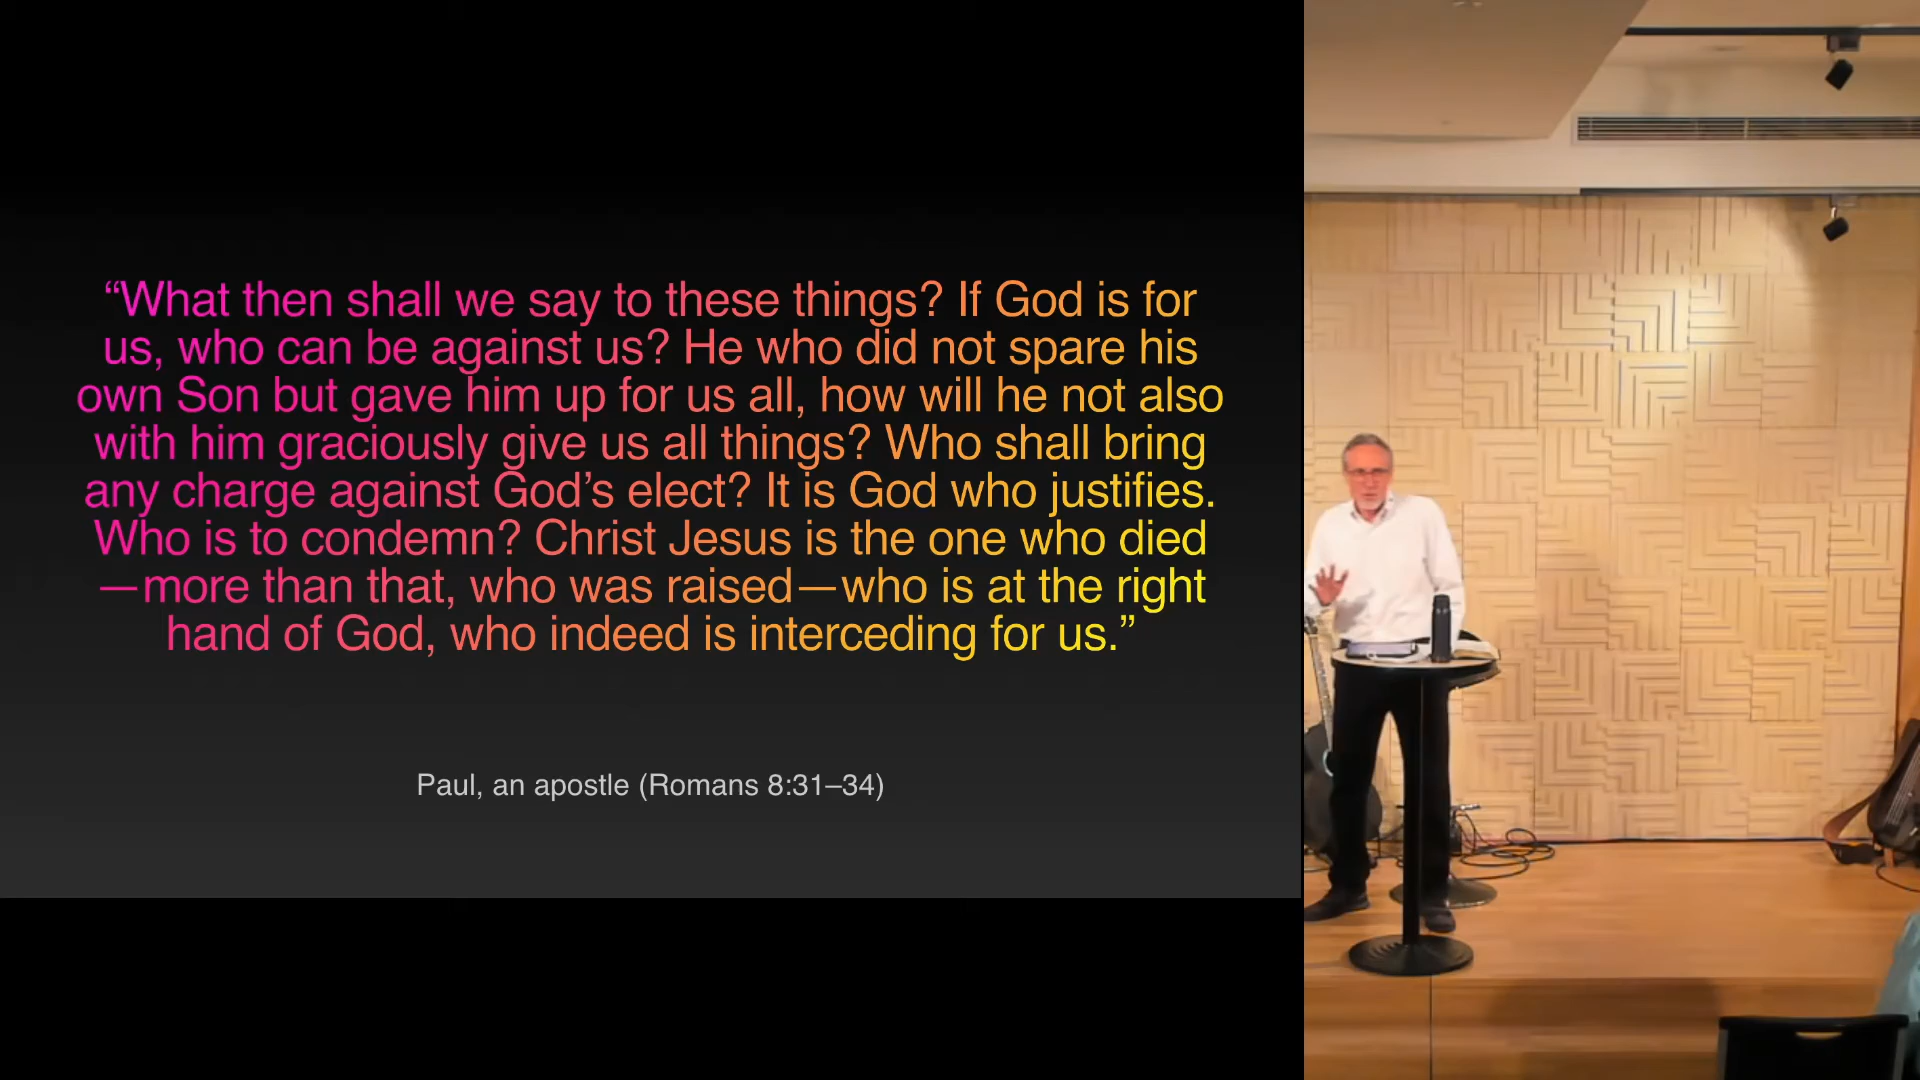 “What then shall we say to these things? If God is for
us, who can be against us? He who did not spare his
own Son but gave him up for us all, how will he not also
with him graciously give us all things? Who shall bring
any charge against God’s elect? It is God who justifies.
Who is to condemn? Christ Jesus is the one who died
—more than that, who was raised—who is at the right
hand of God, who indeed is interceding for us.”
Paul, an apostle (Romans 8:31–34)